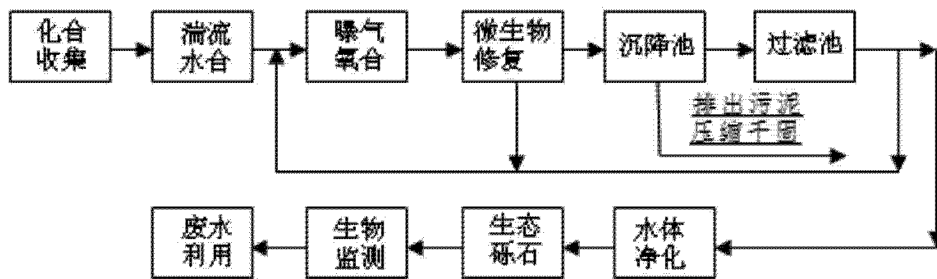 化合
收集
湍流
水合
曝气
氧合
微生物
修复
沉降池
过滤池
排出污泥
压缩千固
废水
利用
生物
监测
生态
砾石
水体
净化